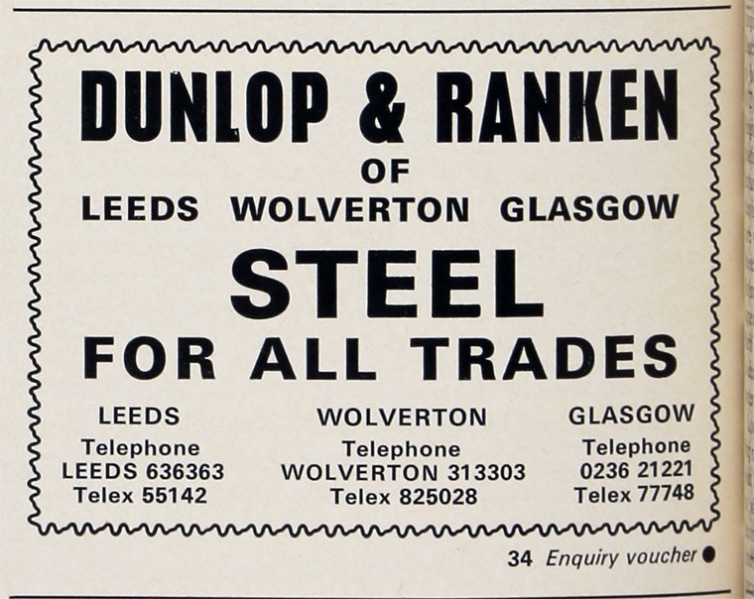 DUNLOP & RANKEN
OF
LEEDS WOLVERTON GLASGOW
STEEL
FOR ALL TRADES
LEEDS
Telephone
LEEDS 636363
Telex 55142
WOLVERTON
Telephone
WOLVERTON 313303
Telex 825028
GLASGOW
Telephone
0236 21221
Telex 77748
34 Enquiry voucher ●